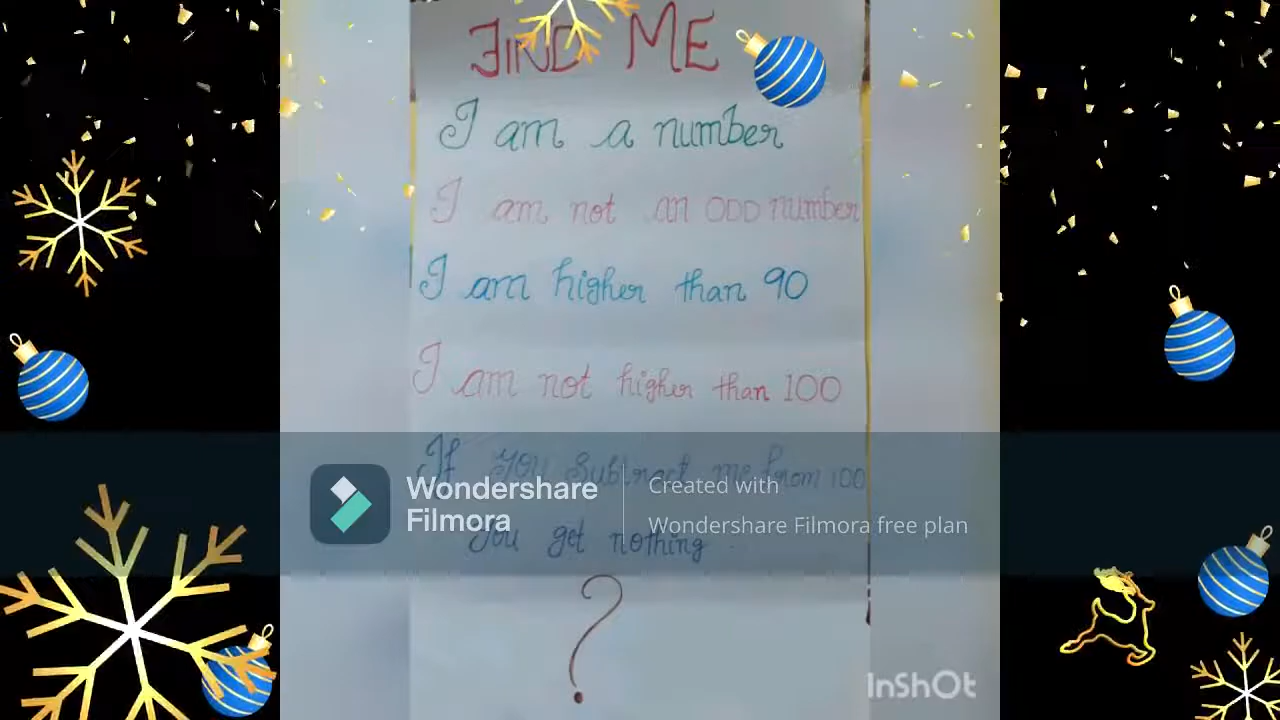 FIND ME
I am a number
I am not an ODD number
I am higher than 90
I am not higher than 100
If You Subtract me from 100
You get nothing
?
Wondershare
Filmora
Created with
Wondershare Filmora free plan
InShOt